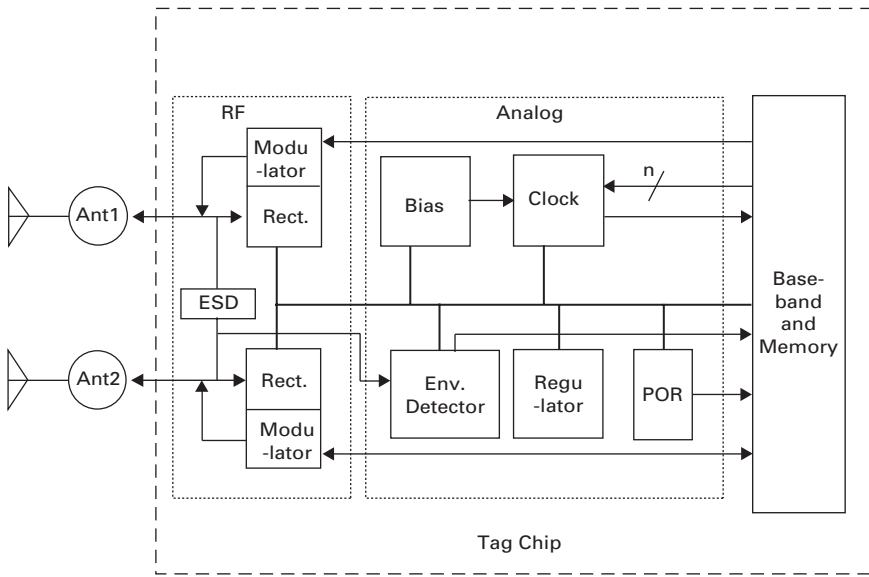 RF
Analog
Modu
-lator
n
Ant1
Rect.
Bias
Clock
ESD
Base-
band
and
Memory
Ant2
Rect.
Env.
Detector
Regu
-lator
POR
Modu
-lator
Tag Chip